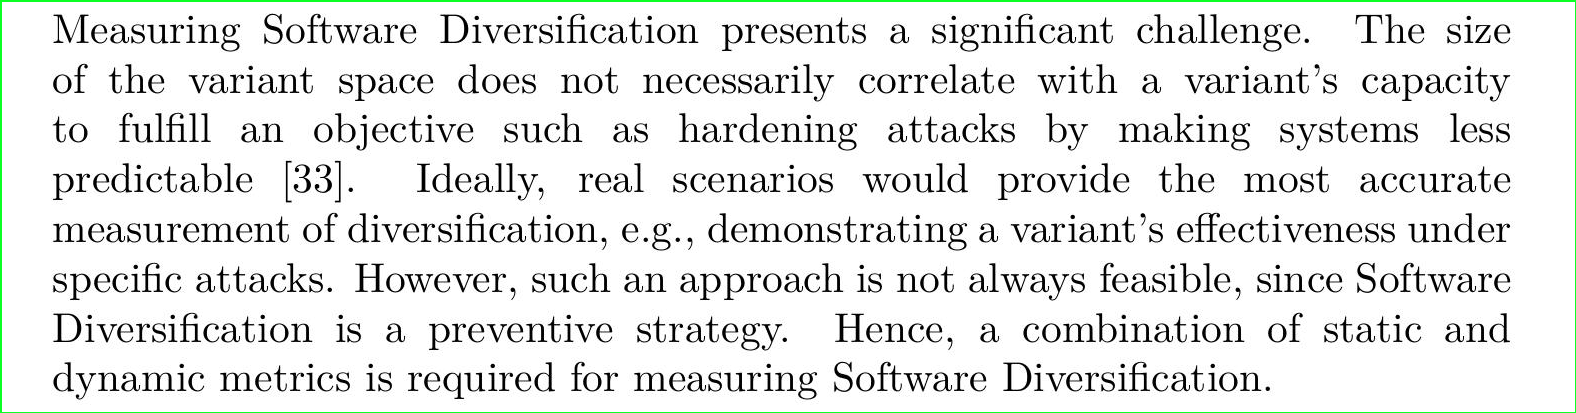 Measuring Software Diversification presents a significant challenge. The size
of the variant space does not necessarily correlate with a variant's capacity
to fulfill an objective such as hardening attacks by making systems less
predictable [33]. Ideally, real scenarios would provide the most accurate
measurement of diversification, e.g., demonstrating a variant's effectiveness under
specific attacks. However, such an approach is not always feasible, since Software
Diversification is a preventive strategy. Hence, a combination of static and
dynamic metrics is required for measuring Software Diversification.